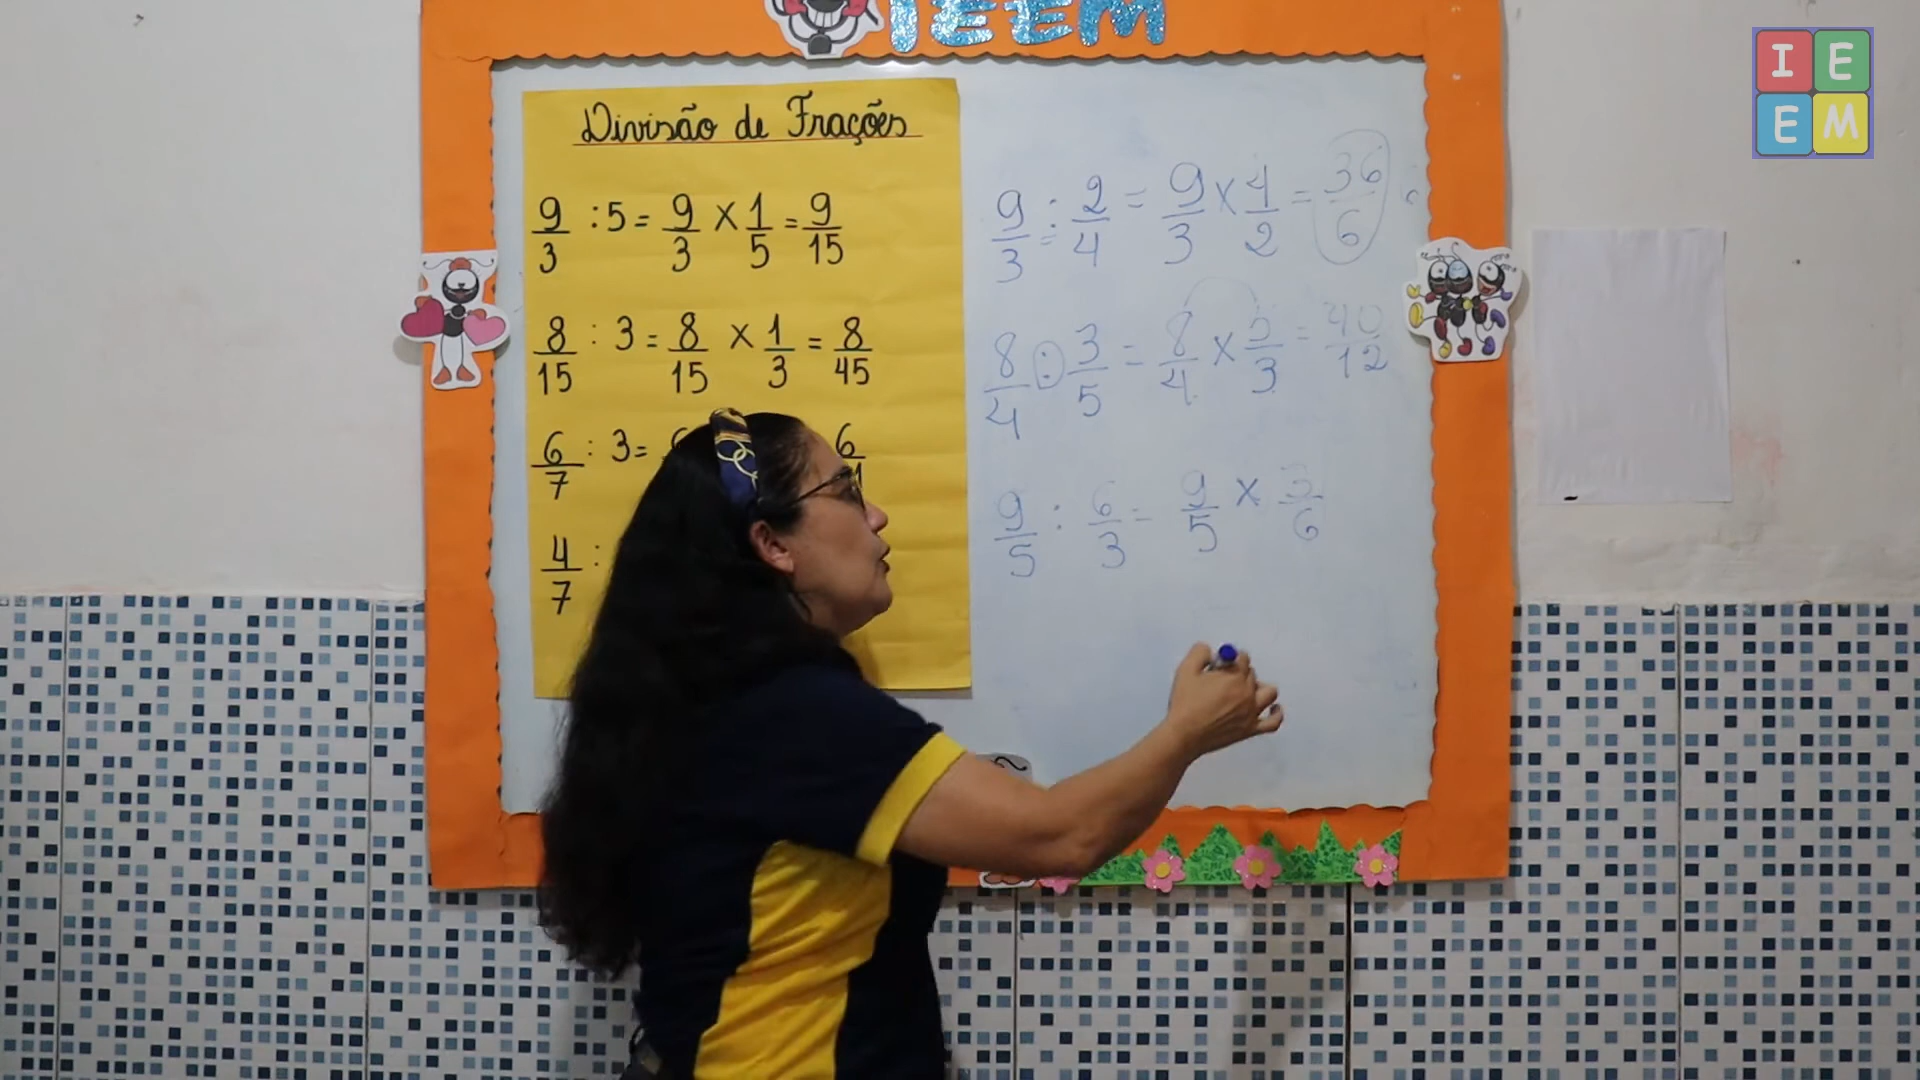 IEEM
I E
E M
Divisão de Frações
9/3 : 5 = 9/3 X 1/5 = 9/15
8/15 : 3 = 8/15 X 1/3 = 8/45
6/7 : 3 = 6
4/7 :
9/3 : 2/4 = 9/3 X 4/2 = 36/6
8/4 : 3/5 = 8/4 X 5/3 = 40/12
9/5 : 6/3 = 9/5 X 3/6